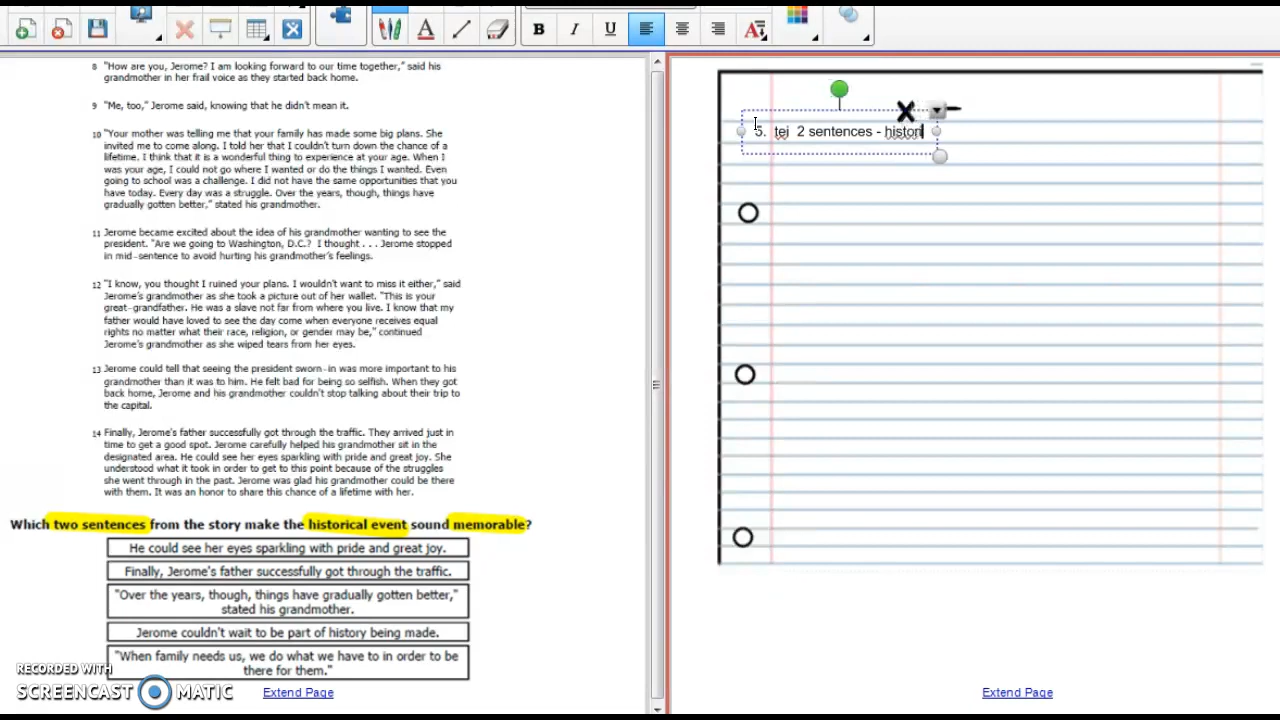 B I U
8 "How are you, Jerome? I am looking forward to our time together," said his
grandmother in her frail voice as they started back home.
9 "Me, too," Jerome said, knowing that he didn't mean it.
10 "Your mother was telling me that your family has made some big plans. She
invited me to come along. I told her that I couldn't turn down the chance of a
lifetime. I think that it is a wonderful thing to experience at your age. When I
was your age, I could not go where I wanted or do the things I wanted. Even
going to school was a challenge. I did not have the same opportunities that you
have today. Every day was a struggle. Over the years, though, things have
gradually gotten better," stated his grandmother.
11 Jerome became excited about the idea of his grandmother wanting to see the
president. "Are we going to Washington, D.C.? I thought . . . Jerome stopped
in mid-sentence to avoid hurting his grandmother's feelings.
12 "I know, you thought I ruined your plans. I wouldn't want to miss it either," said
Jerome's grandmother as she took a picture out of her wallet. "This is your
great-grandfather. He was a slave not far from where you live. I know that my
father would have loved to see the day come when everyone receives equal
rights no matter what their race, religion, or gender may be," continued
Jerome's grandmother as she wiped tears from her eyes.
13 Jerome could tell that seeing the president sworn-in was more important to his
grandmother than it was to him. He felt bad for being so selfish. When they got
back home, Jerome and his grandmother couldn't stop talking about their trip to
the capital.
14 Finally, Jerome's father successfully got through the traffic. They arrived just in
time to get a good spot. Jerome carefully helped his grandmother sit in the
designated area. He could see her eyes sparkling with pride and great joy. She
understood what it took in order to get to this point because of the struggles
she went through in the past. Jerome was glad his grandmother could be there
with them. It was an honor to share this chance of a lifetime with her.
Which two sentences from the story make the historical event sound memorable?
He could see her eyes sparkling with pride and great joy.
Finally, Jerome's father successfully got through the traffic.
"Over the years, though, things have gradually gotten better,"
stated his grandmother.
Jerome couldn't wait to be part of history being made.
"When family needs us, we do what we have to in order to be
there for them."
Extend Page
5. tej 2 sentences - histori
Extend Page
RECORDED WITH
SCREENCAST MATIC